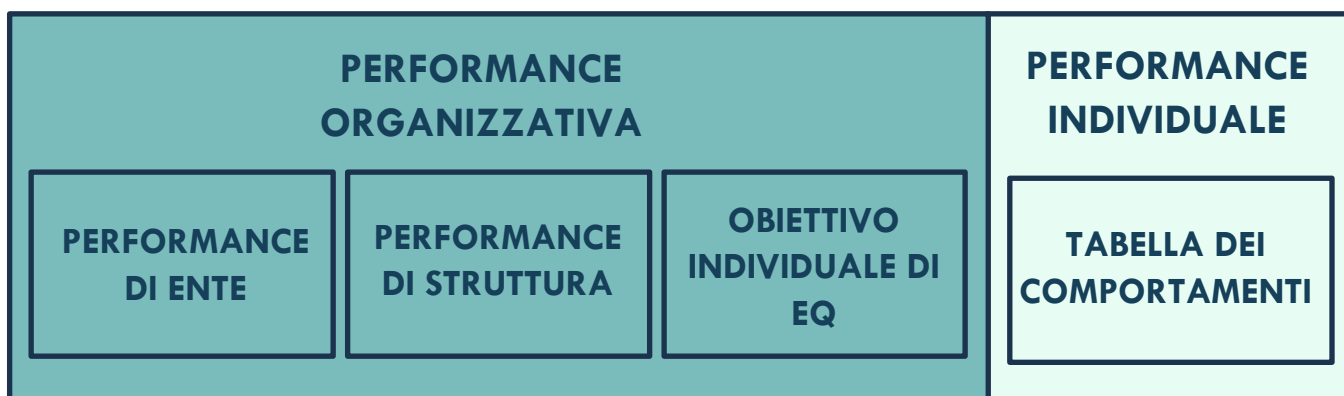 PERFORMANCE
ORGANIZZATIVA
PERFORMANCE
DI ENTE
PERFORMANCE
DI STRUTTURA
OBIETTIVO
INDIVIDUALE DI
EQ
PERFORMANCE
INDIVIDUALE
TABELLA DEI
COMPORTAMENTI